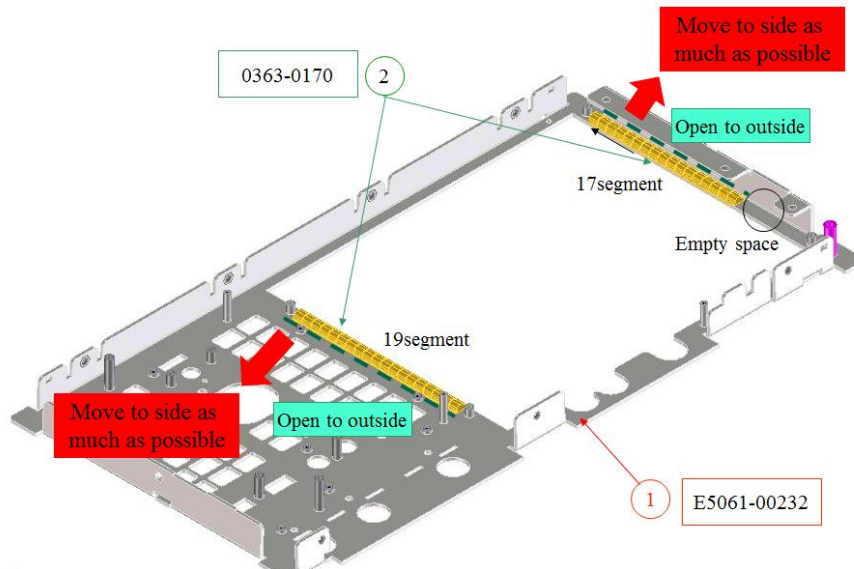 Move to side as
much as possible
0363-0170
2
Open to outside
17segment
Empty space
19segment
Move to side as
much as possible
Open to outside
1
E5061-00232